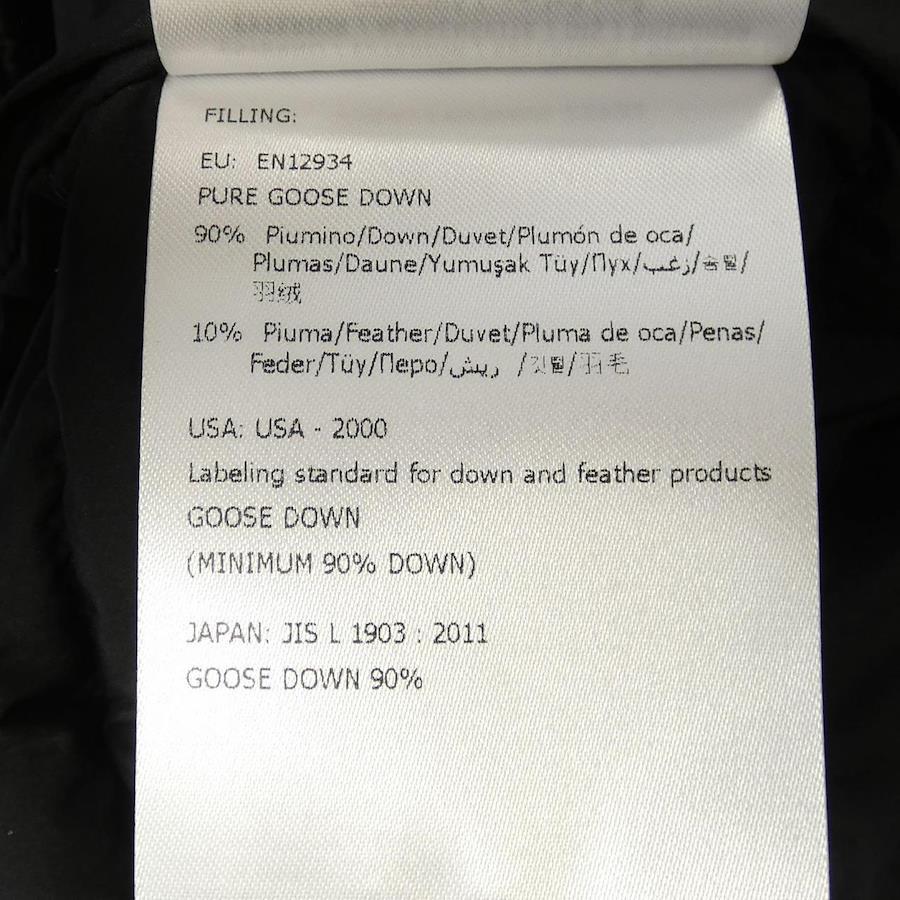 FILLING:
EU: EN12934
PURE GOOSE DOWN
90% Piumino/Down/Duvet/Plumón de oca/
Plumas/Daune/Yumuşak Tüy/Пух/زغب/솜털/
羽绒
10% Piuma/Feather/Duvet/Pluma de oca/Penas/
Feder/Tüy/Перо/ريش /깃털/羽毛
USA: USA - 2000
Labeling standard for down and feather products
GOOSE DOWN
(MINIMUM 90% DOWN)
JAPAN: JIS L 1903 : 2011
GOOSE DOWN 90%